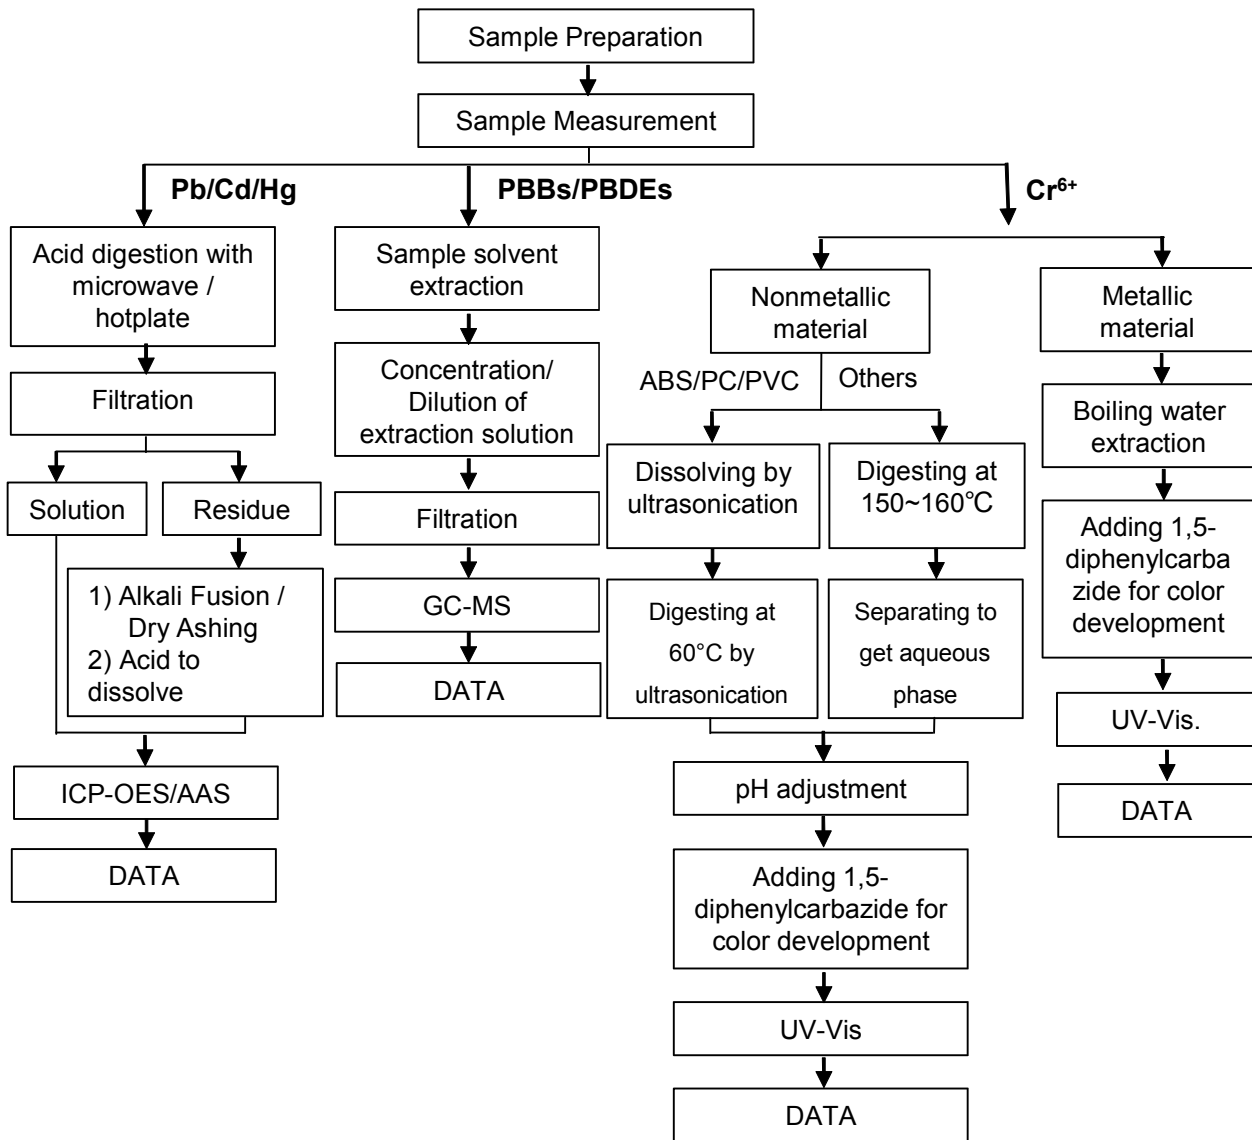 Sample Preparation
Sample Measurement
Pb/Cd/Hg
PBBs/PBDEs
Cr⁶⁺
Acid digestion with
microwave /
hotplate
Filtration
Solution
Residue
1) Alkali Fusion /
Dry Ashing
2) Acid to
dissolve
ICP-OES/AAS
DATA
Sample solvent
extraction
Concentration/
Dilution of
extraction solution
Filtration
GC-MS
DATA
Nonmetallic
material
ABS/PC/PVC
Others
Dissolving by
ultrasonication
Digesting at
60°C by
ultrasonication
Digesting at
150~160℃
Separating to
get aqueous
phase
pH adjustment
Adding 1,5-
diphenylcarbazide for
color development
UV-Vis
DATA
Metallic
material
Boiling water
extraction
Adding 1,5-
diphenylcarba
zide for color
development
UV-Vis.
DATA